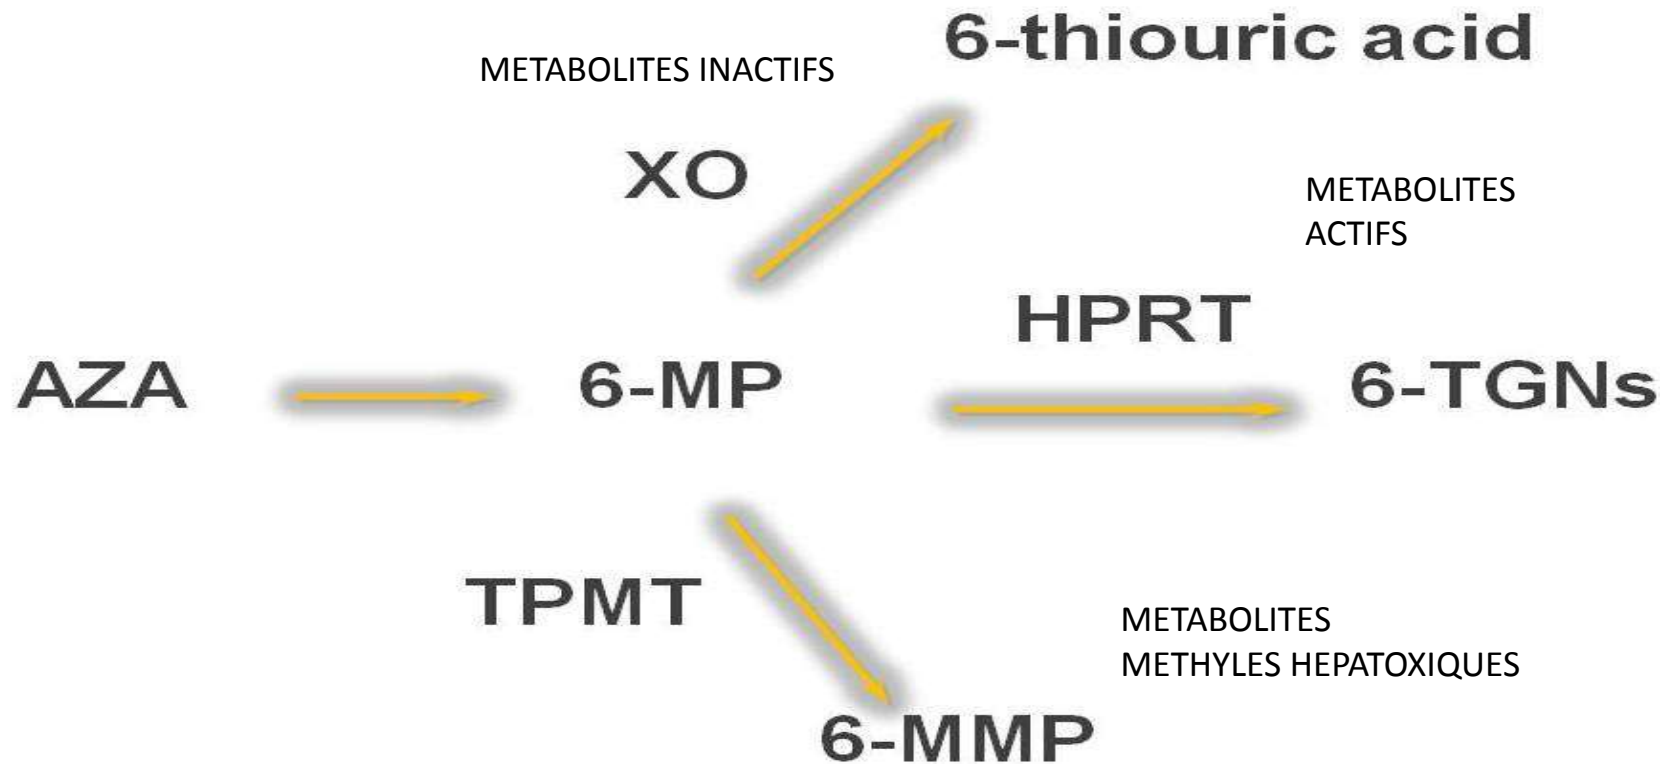 6-thiouric acid
METABOLITES INACTIFS
XO
METABOLITES
ACTIFS
HPRT
AZA
6-MP
6-TGNs
TPMT
METABOLITES
METHYLES HEPATOXIQUES
6-MMP